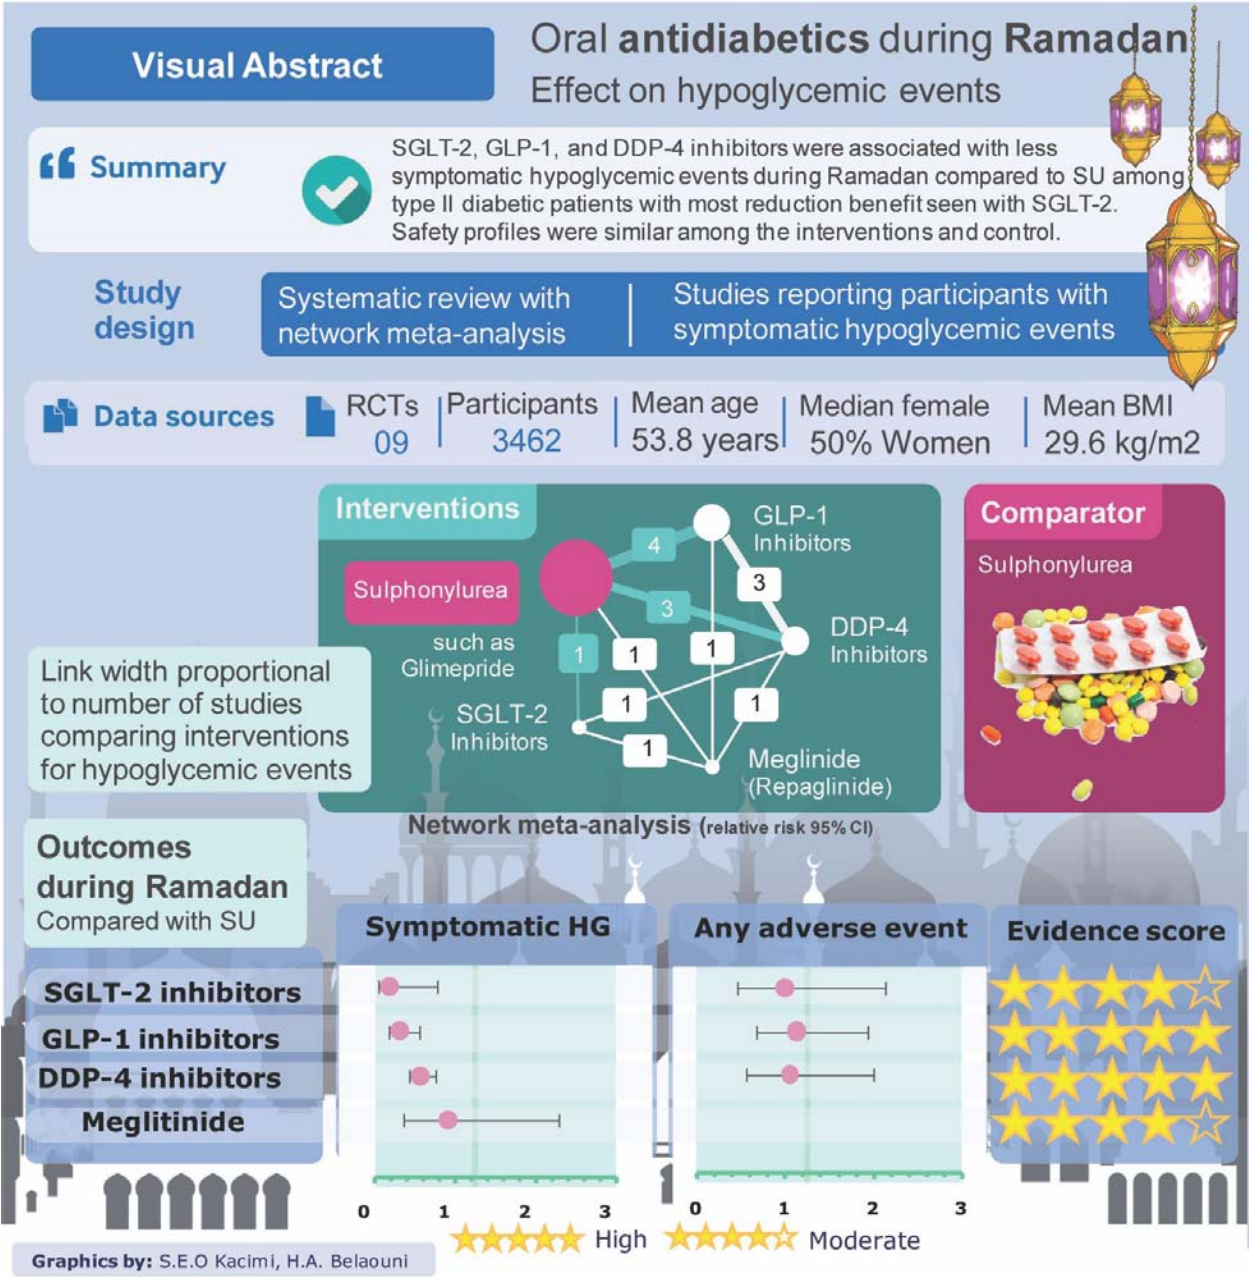 Visual Abstract
Oral antidiabetics during Ramadan
Effect on hypoglycemic events
Summary
SGLT-2, GLP-1, and DDP-4 inhibitors were associated with less
symptomatic hypoglycemic events during Ramadan compared to SU among
type II diabetic patients with most reduction benefit seen with SGLT-2.
Safety profiles were similar among the interventions and control.
Study
design
Systematic review with
network meta-analysis
Studies reporting participants with
symptomatic hypoglycemic events
Data sources
RCTs
09
Participants
3462
Mean age
53.8 years
Median female
50% Women
Mean BMI
29.6 kg/m2
Interventions
Sulphonylurea
such as
Glimepride
GLP-1
Inhibitors
DDP-4
Inhibitors
SGLT-2
Inhibitors
Meglinide
(Repaglinide)
4
3
3
1
1
1
1
1
1
Comparator
Sulphonylurea
Link width proportional
to number of studies
comparing interventions
for hypoglycemic events
Network meta-analysis (relative risk 95% CI)
Outcomes
during Ramadan
Compared with SU
Symptomatic HG
Any adverse event
Evidence score
SGLT-2 inhibitors
GLP-1 inhibitors
DDP-4 inhibitors
Meglitinide
0 1 2 3
0 1 2 3
High
Moderate
Graphics by: S.E.O Kacimi, H.A. Belaouni